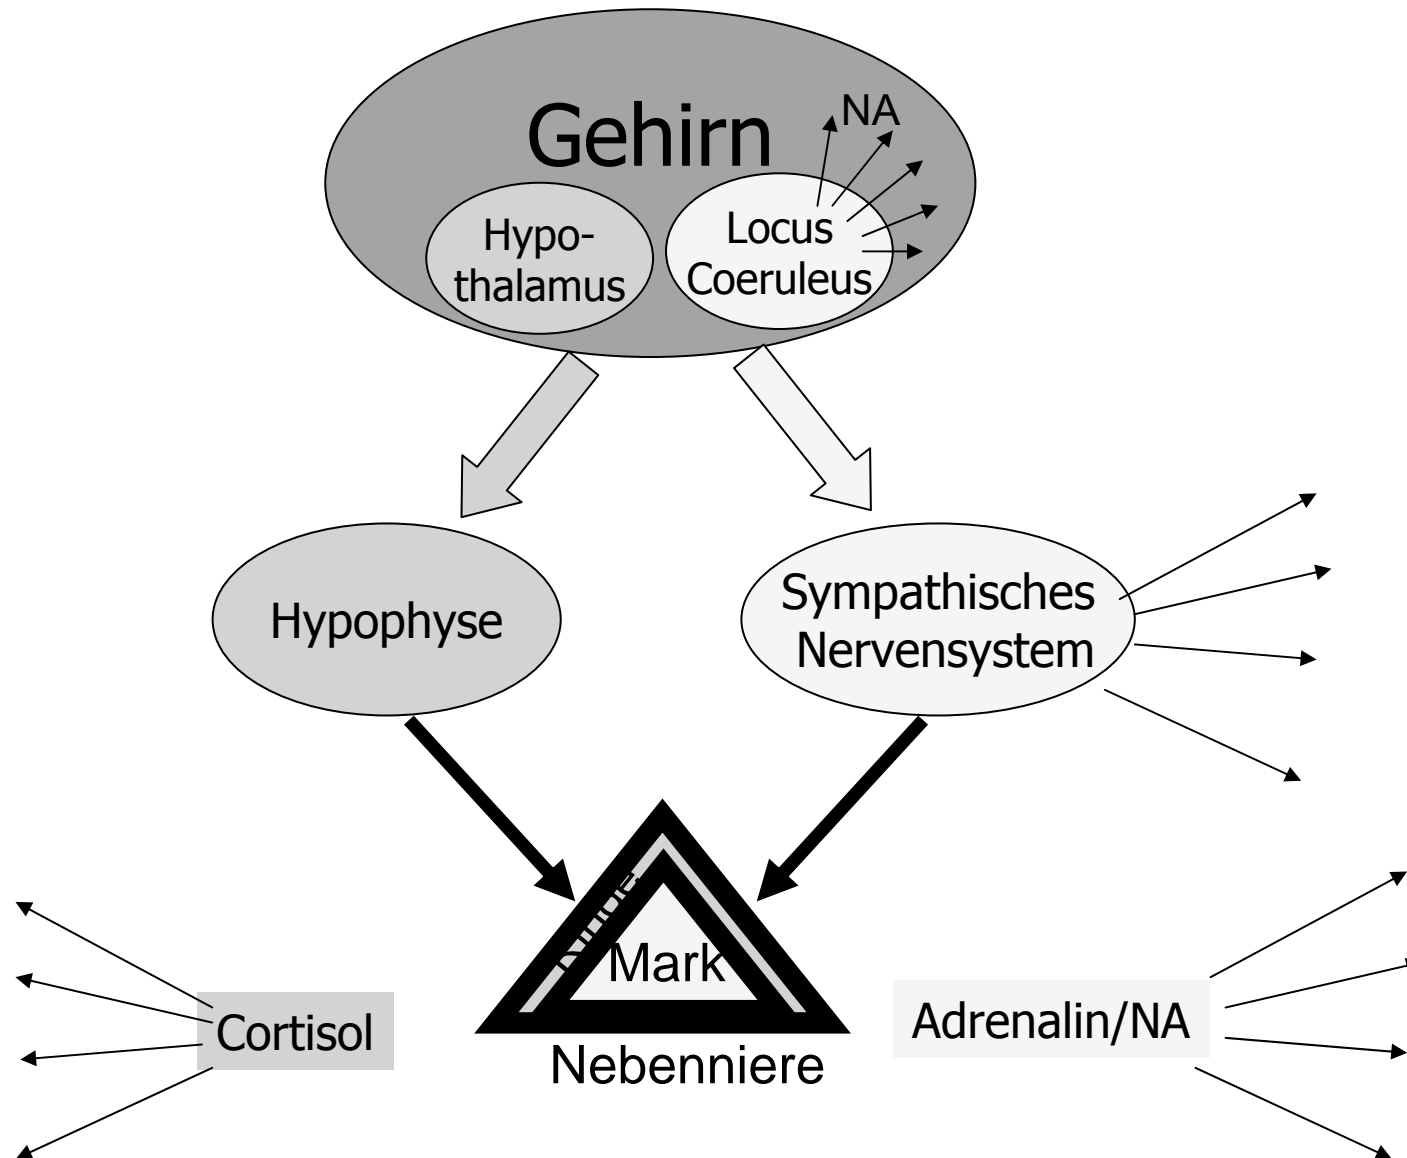 Gehirn
NA
Hypo-
thalamus
Locus
Coeruleus
Hypophyse
Sympathisches
Nervensystem
Mark
Cortisol
Adrenalin/NA
Nebenniere